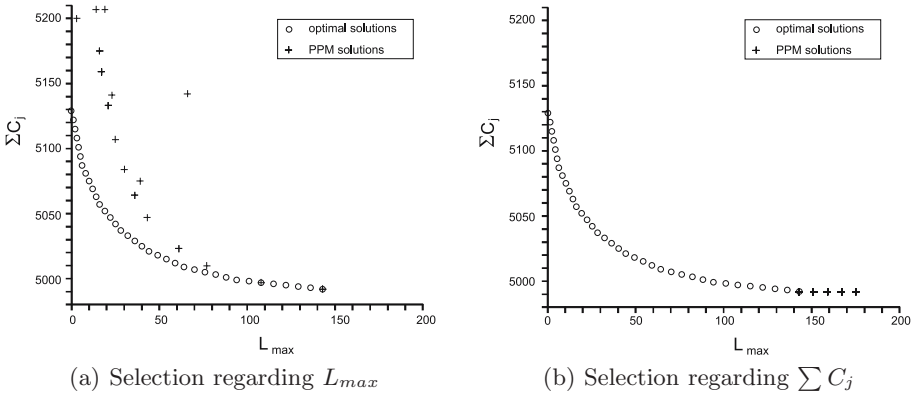 5200
5150
5100
5050
5000
ΣC_j
0
50
100
150
200
L_max
optimal solutions
PPM solutions
(a) Selection regarding L_max
5200
5150
5100
5050
5000
ΣC_j
0
50
100
150
200
L_max
optimal solutions
PPM solutions
(b) Selection regarding ∑ C_j